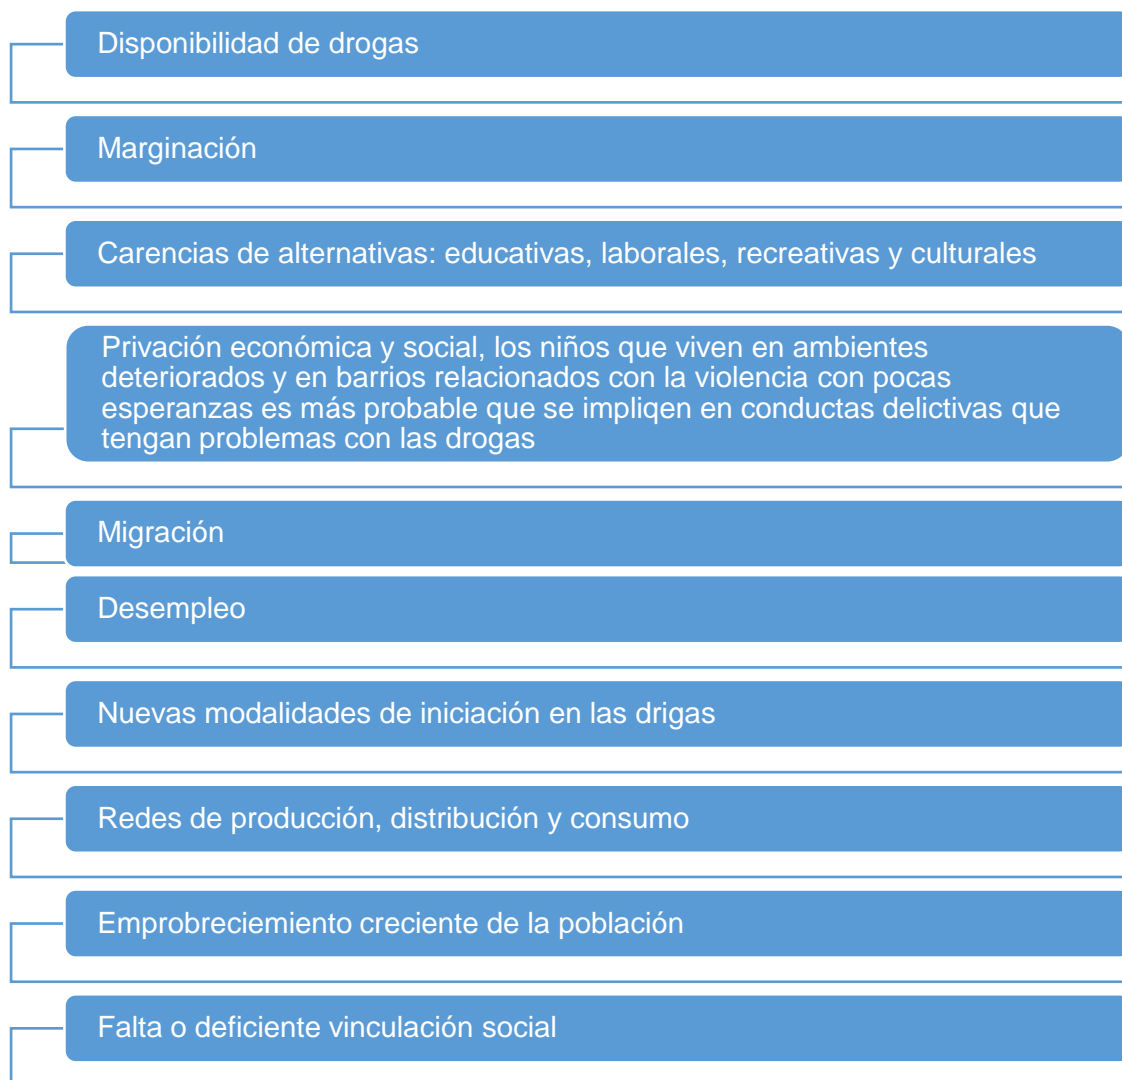 Disponibilidad de drogas
Marginación
Carencias de alternativas: educativas, laborales, recreativas y culturales
Privación económica y social, los niños que viven en ambientes
deteriorados y en barrios relacionados con la violencia con pocas
esperanzas es más probable que se impliqen en conductas delictivas que
tengan problemas con las drogas
Migración
Desempleo
Nuevas modalidades de iniciación en las drigas
Redes de producción, distribución y consumo
Emprobreciemiento creciente de la población
Falta o deficiente vinculación social